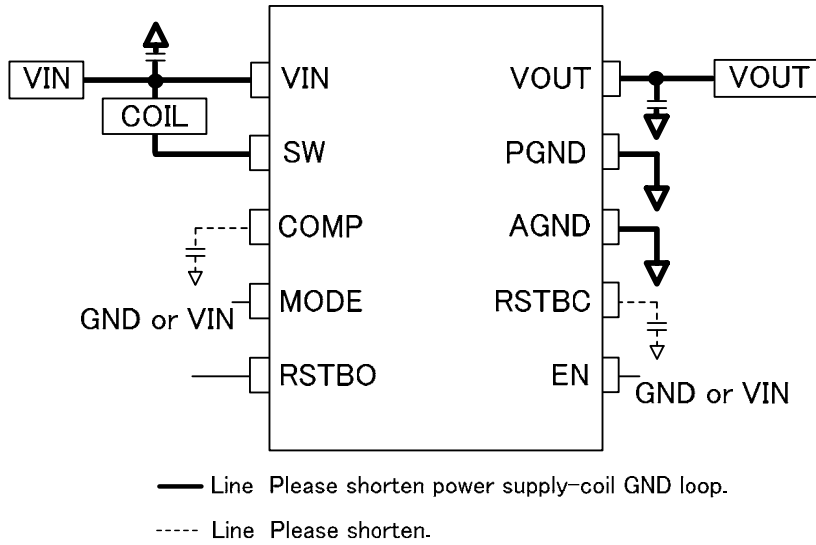 VIN
COIL
VIN
SW
COMP
MODE
RSTBO
GND or VIN
VOUT
PGND
AGND
RSTBC
EN
VOUT
GND or VIN
Line Please shorten power supply-coil GND loop.
Line Please shorten.